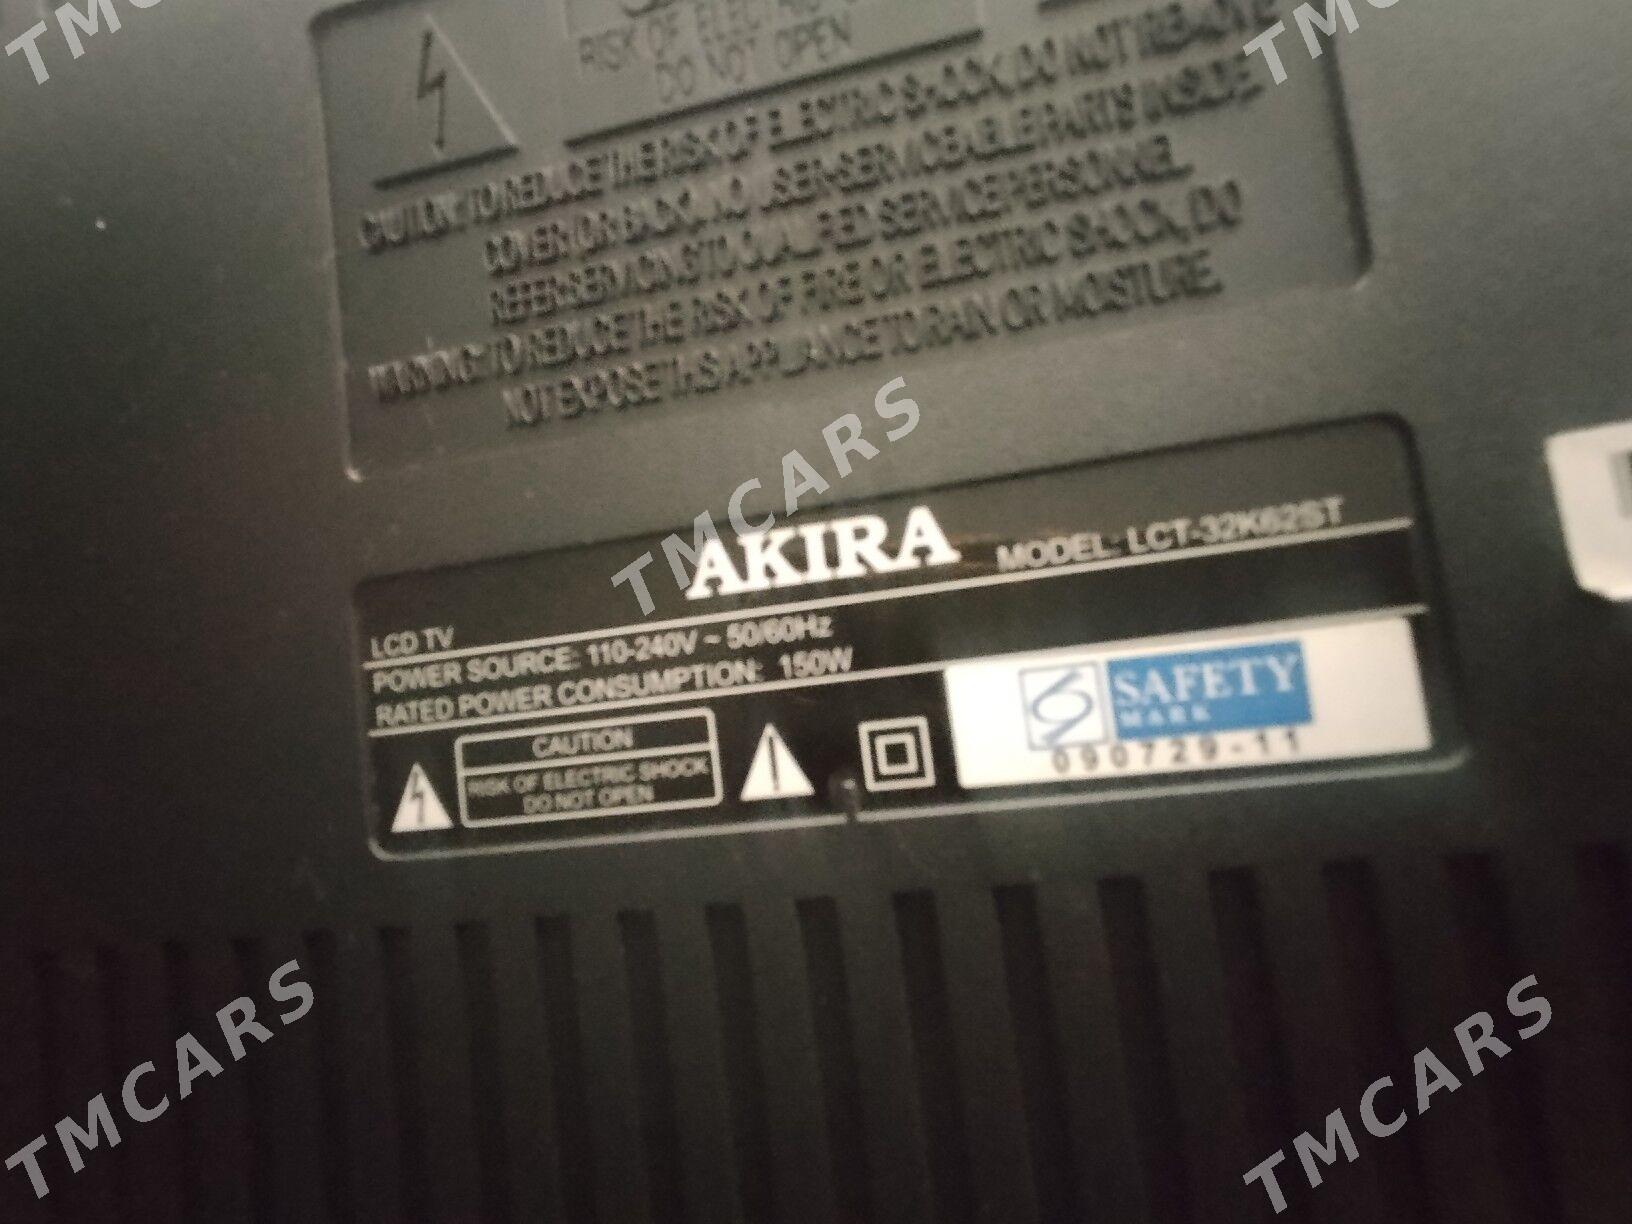 RISK OF ELECTRIC
DO NOT OPEN
CAUTION: TO REDUCE THE RISK OF ELECTRIC SHOCK, DO NOT REMOVE
COVER (OR BACK). NO USER-SERVICEABLE PARTS INSIDE.
REFER SERVICING TO QUALIFIED SERVICE PERSONNEL.
WARNING: TO REDUCE THE RISK OF FIRE OR ELECTRIC SHOCK, DO
NOT EXPOSE THIS APPLIANCE TO RAIN OR MOISTURE.
AKIRA MODEL: LCT-32K62ST
LCD TV
POWER SOURCE: 110-240V ~ 50/60Hz
RATED POWER CONSUMPTION: 150W
CAUTION
RISK OF ELECTRIC SHOCK
DO NOT OPEN
SAFETY
MARK
090729-11
TMCARS
TMCARS
TMCARS
TMCARS
TMCARS